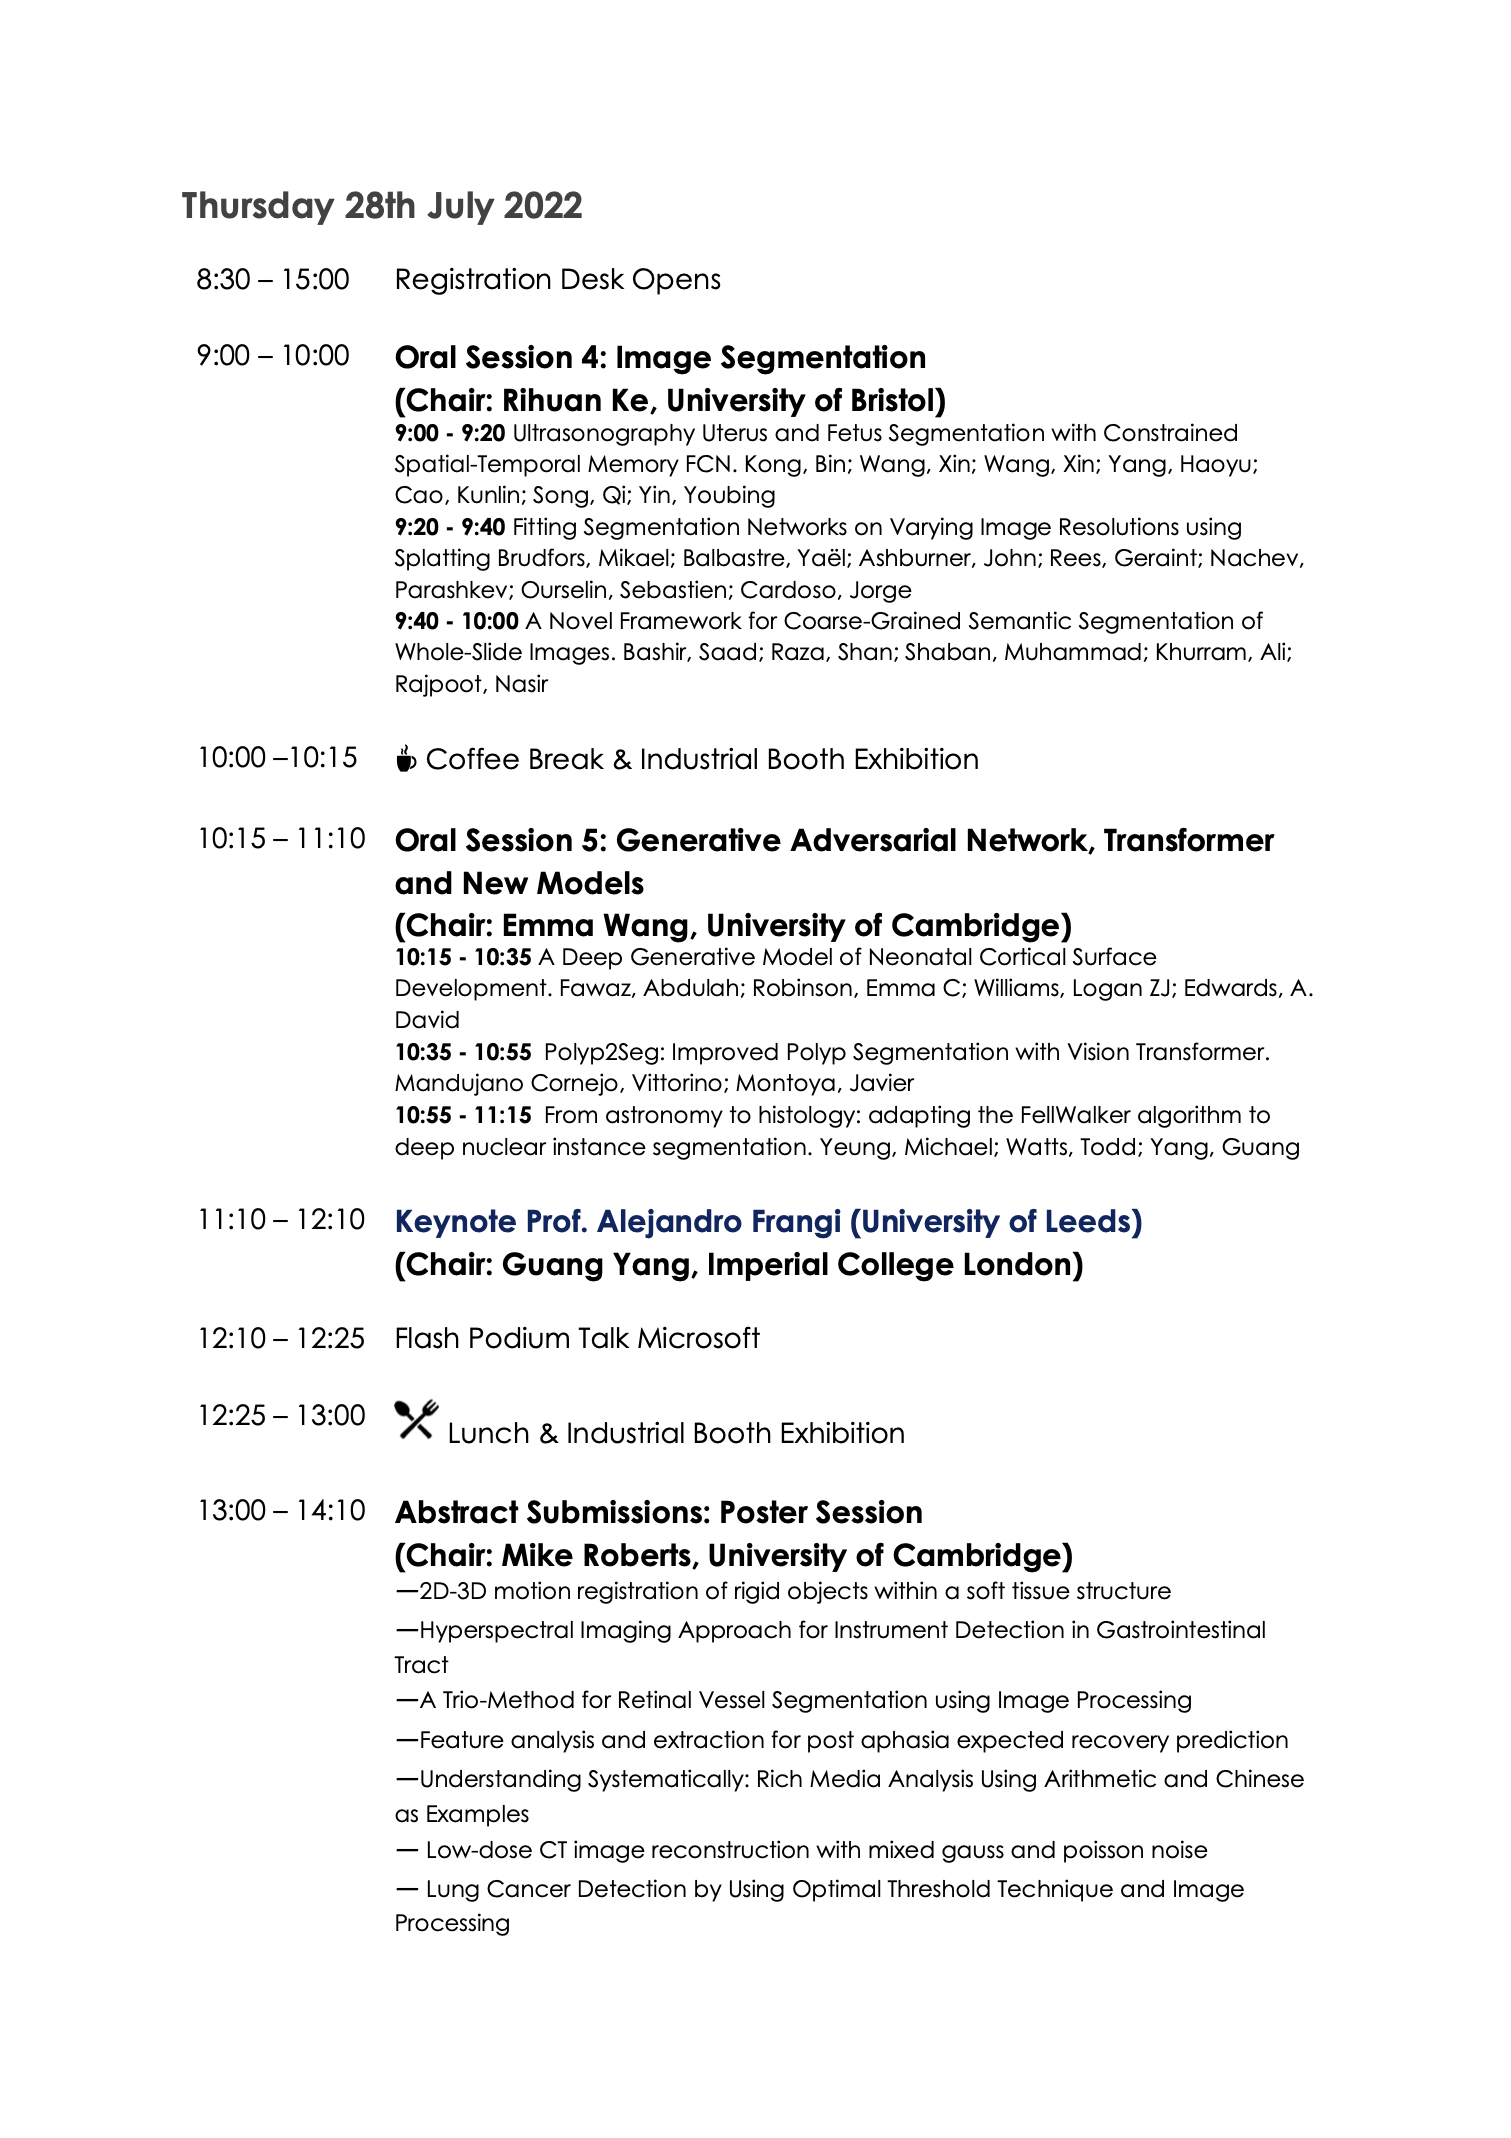 Thursday 28th July 2022
8:30 – 15:00 Registration Desk Opens
9:00 – 10:00 Oral Session 4: Image Segmentation
(Chair: Rihuan Ke, University of Bristol)
9:00 - 9:20 Ultrasonography Uterus and Fetus Segmentation with Constrained
Spatial-Temporal Memory FCN. Kong, Bin; Wang, Xin; Wang, Xin; Yang, Haoyu;
Cao, Kunlin; Song, Qi; Yin, Youbing
9:20 - 9:40 Fitting Segmentation Networks on Varying Image Resolutions using
Splatting Brudfors, Mikael; Balbastre, Yaël; Ashburner, John; Rees, Geraint; Nachev,
Parashkev; Ourselin, Sebastien; Cardoso, Jorge
9:40 - 10:00 A Novel Framework for Coarse-Grained Semantic Segmentation of
Whole-Slide Images. Bashir, Saad; Raza, Shan; Shaban, Muhammad; Khurram, Ali;
Rajpoot, Nasir
10:00 –10:15 Coffee Break & Industrial Booth Exhibition
10:15 – 11:10 Oral Session 5: Generative Adversarial Network, Transformer
and New Models
(Chair: Emma Wang, University of Cambridge)
10:15 - 10:35 A Deep Generative Model of Neonatal Cortical Surface
Development. Fawaz, Abdulah; Robinson, Emma C; Williams, Logan ZJ; Edwards, A.
David
10:35 - 10:55 Polyp2Seg: Improved Polyp Segmentation with Vision Transformer.
Mandujano Cornejo, Vittorino; Montoya, Javier
10:55 - 11:15 From astronomy to histology: adapting the FellWalker algorithm to
deep nuclear instance segmentation. Yeung, Michael; Watts, Todd; Yang, Guang
11:10 – 12:10 Keynote Prof. Alejandro Frangi (University of Leeds)
(Chair: Guang Yang, Imperial College London)
12:10 – 12:25 Flash Podium Talk Microsoft
12:25 – 13:00 Lunch & Industrial Booth Exhibition
13:00 – 14:10 Abstract Submissions: Poster Session
(Chair: Mike Roberts, University of Cambridge)
—2D-3D motion registration of rigid objects within a soft tissue structure
—Hyperspectral Imaging Approach for Instrument Detection in Gastrointestinal
Tract
—A Trio-Method for Retinal Vessel Segmentation using Image Processing
—Feature analysis and extraction for post aphasia expected recovery prediction
—Understanding Systematically: Rich Media Analysis Using Arithmetic and Chinese
as Examples
— Low-dose CT image reconstruction with mixed gauss and poisson noise
— Lung Cancer Detection by Using Optimal Threshold Technique and Image
Processing